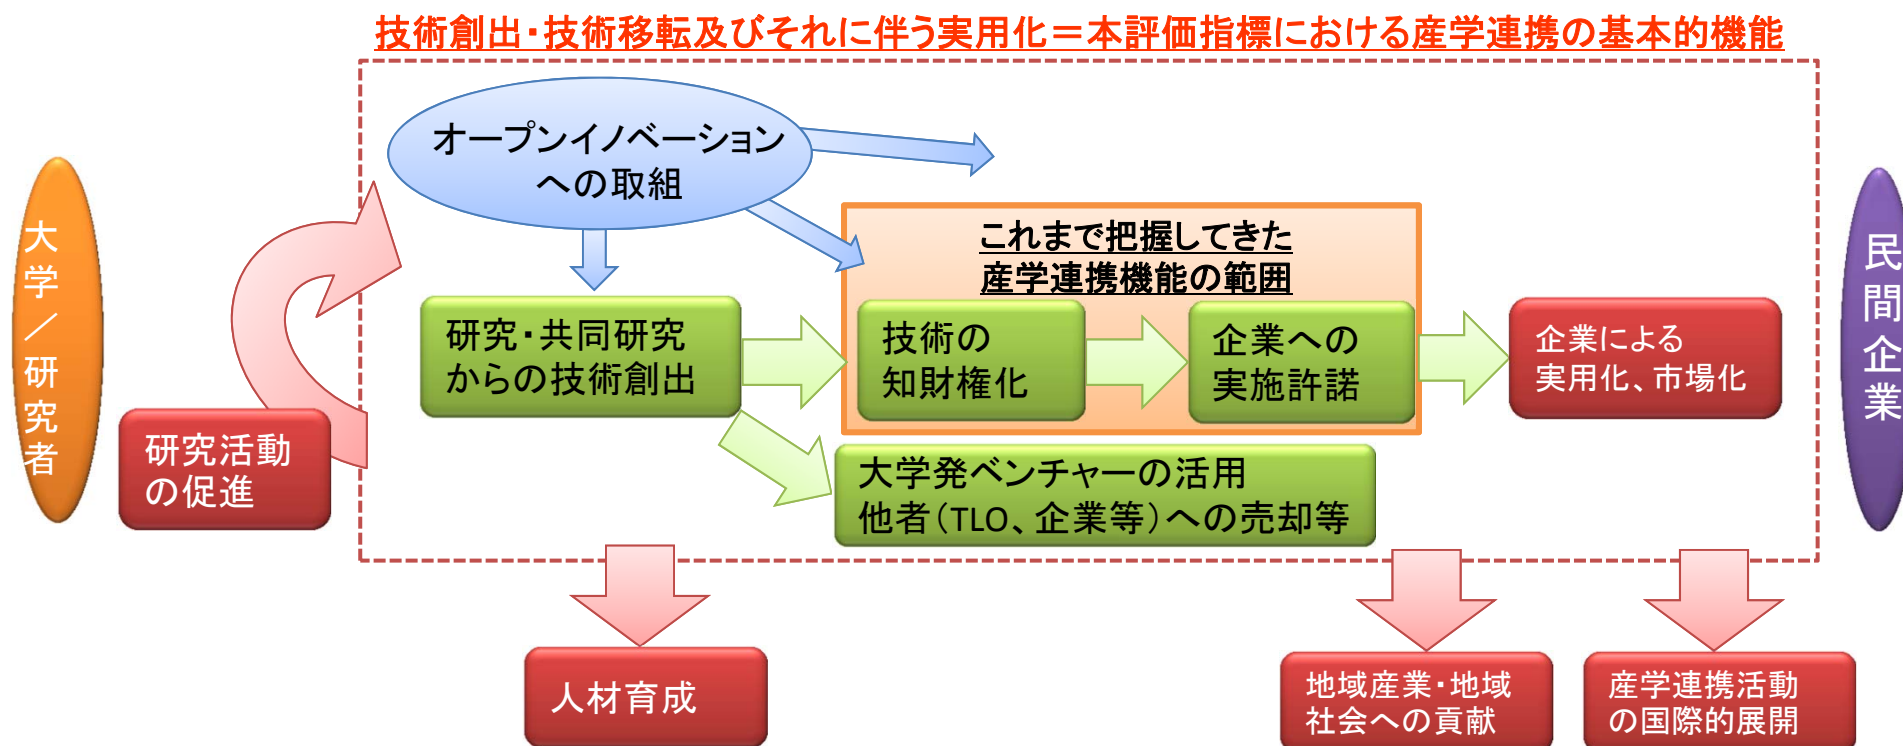 技術創出・技術移転及びそれに伴う実用化＝本評価指標における産学連携の基本的機能
オープンイノベーション
への取組
大学／研究者
これまで把握してきた
産学連携機能の範囲
民間企業
研究・共同研究
からの技術創出
技術の
知財権化
企業への
実施許諾
企業による
実用化、市場化
研究活動
の促進
大学発ベンチャーの活用
他者（TLO、企業等）への売却等
人材育成
地域産業・地域
社会への貢献
産学連携活動
の国際的展開